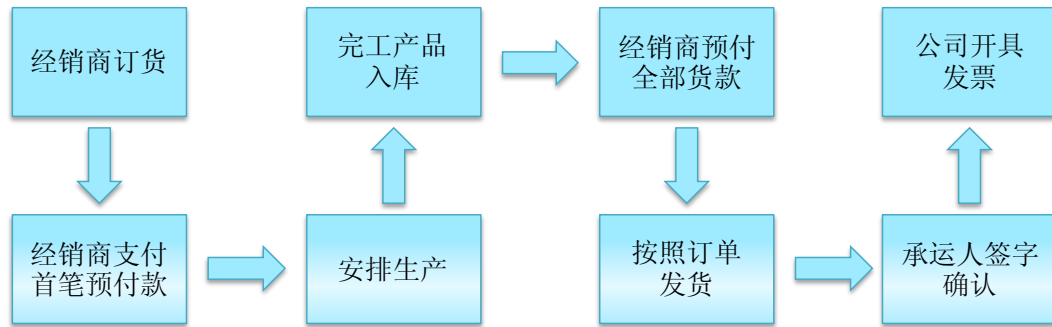 经销商订货
经销商支付
首笔预付款
安排生产
完工产品
入库
经销商预付
全部货款
按照订单
发货
承运人签字
确认
公司开具
发票